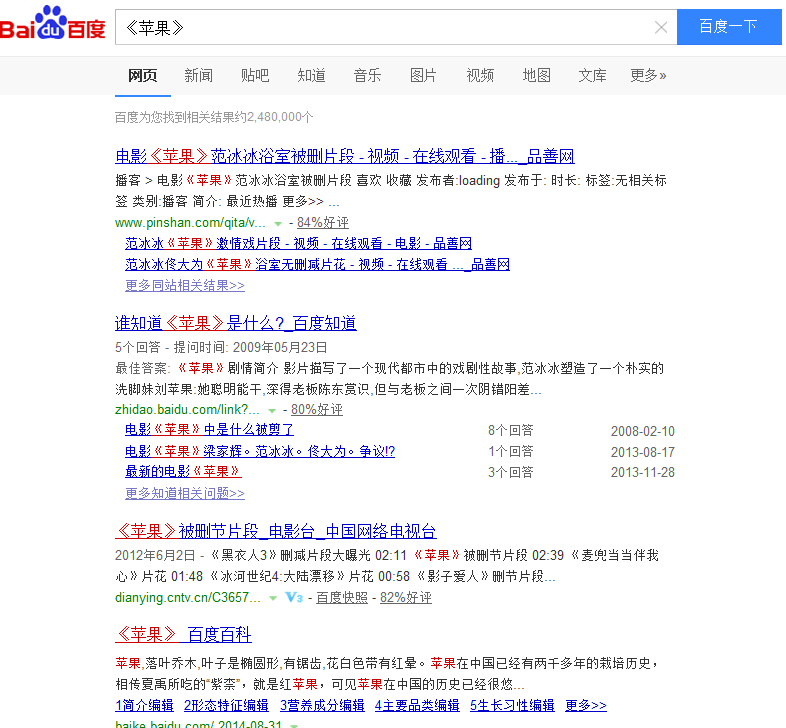 Bai du 百度 《苹果》 百度一下
网页 新闻 贴吧 知道 音乐 图片 视频 地图 文库 更多»
百度为您找到相关结果约2,480,000个
电影《苹果》范冰冰浴室被删片段 - 视频 - 在线观看 - 播..._品善网
播客 > 电影《苹果》范冰冰浴室被删片段 喜欢 收藏 发布者:loading 发布于: 时长: 标签:无相关标
签 类别:播客 简介: 最近热播 更多>> ...
www.pinshan.com/qita/v... - 84%好评
范冰冰《苹果》激情戏片段 - 视频 - 在线观看 - 电影 - 品善网
范冰冰佟大为《苹果》浴室无删减片花 - 视频 - 在线观看 ..._品善网
更多同站相关结果>>
谁知道《苹果》是什么?_百度知道
5个回答 - 提问时间: 2009年05月23日
最佳答案: 《苹果》剧情简介 影片描写了一个现代都市中的戏剧性故事,范冰冰塑造了一个朴实的
洗脚妹刘苹果:她聪明能干,深得老板陈东赏识,但与老板之间一次阴错阳差...
zhidao.baidu.com/link?... - 80%好评
电影《苹果》中是什么被剪了 8个回答 2008-02-10
电影《苹果》梁家辉。范冰冰。佟大为。争议!? 1个回答 2013-08-17
最新的电影《苹果》 3个回答 2013-11-28
更多知道相关问题>>
《苹果》被删节片段_电影台_中国网络电视台
2012年6月2日 - 《黑衣人3》删减片段大曝光 02:11 《苹果》被删节片段 02:39 《麦兜当当伴我
心》片花 01:48 《冰河世纪4:大陆漂移》片花 00:58 《影子爱人》删节片段...
dianying.cntv.cn/C3657... V3 - 百度快照 - 82%好评
《苹果》_百度百科
苹果,落叶乔木,叶子是椭圆形,有锯齿,花白色带有红晕。苹果在中国已经有两千多年的栽培历史，
相传夏禹所吃的“紫柰”，就是红苹果，可见苹果在中国的历史已经很悠...
1简介编辑 2形态特征编辑 3营养成分编辑 4主要品类编辑 5生长习性编辑 更多>>
baike.baidu.com/ 2014-08-31